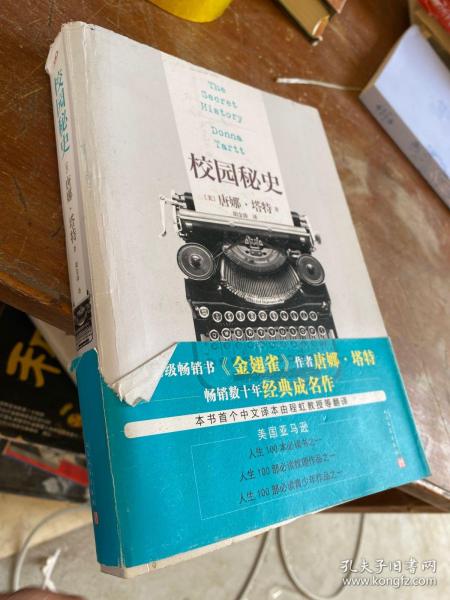 The
Secret
History
Donna
Tartt
校园秘史
[美] 唐娜·塔特 著
校园秘史
唐娜·塔特
级畅销书《金翅雀》作者唐娜·塔特
畅销数十年经典成名作
本书首个中文译本由程虹教授等翻译
美国亚马逊
人生100本必读书之一
人生100部必读故事作品之一
人生100部必读青少年作品之一
孔夫子旧书网
www.kongfz.com